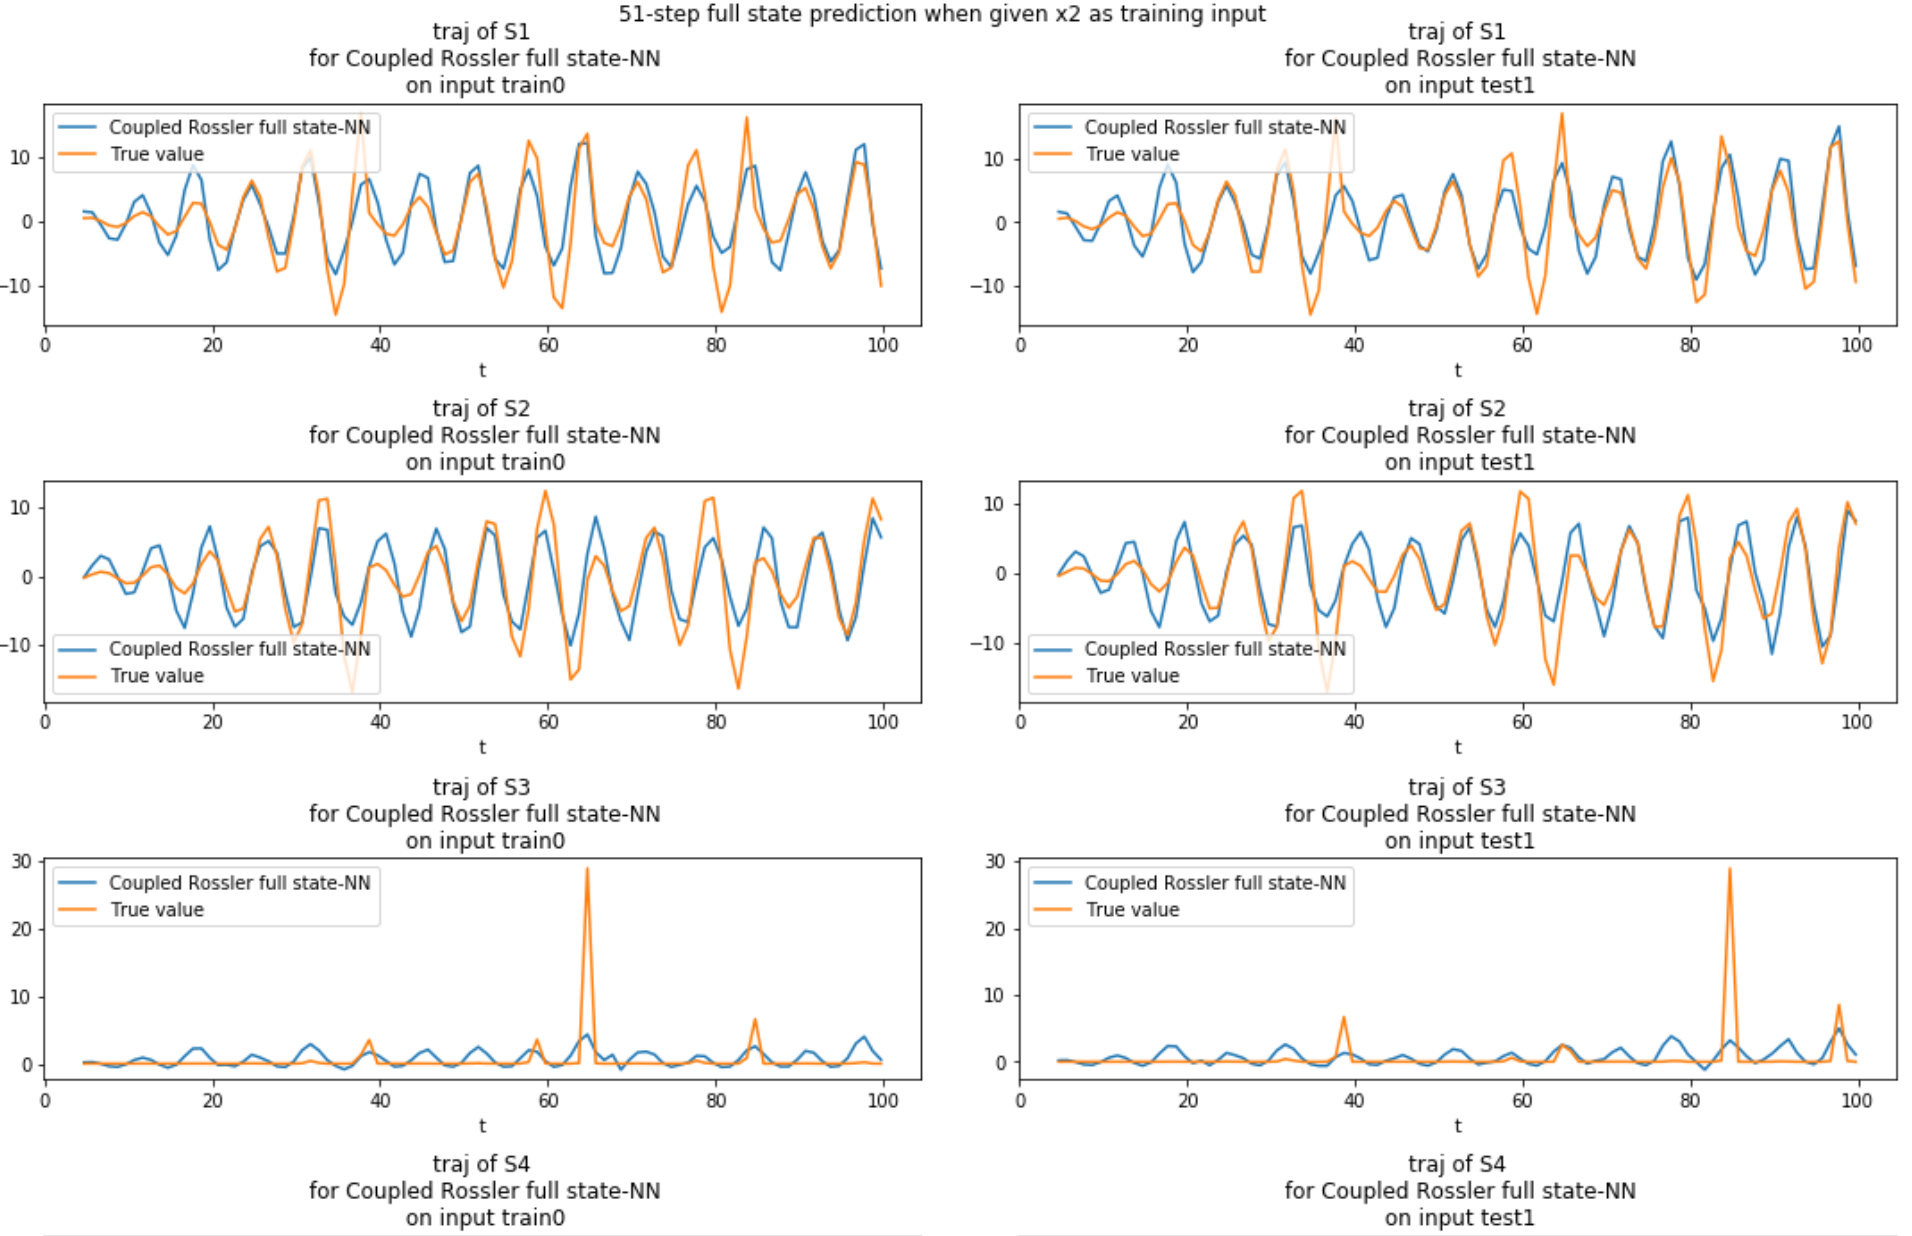 51-step full state prediction when given x2 as training input
traj of S1
for Coupled Rossler full state-NN
on input train0
Coupled Rossler full state-NN
True value
10
0
−10
0 20 40 60 80 100
t
traj of S1
for Coupled Rossler full state-NN
on input test1
Coupled Rossler full state-NN
True value
10
0
−10
0 20 40 60 80 100
t
traj of S2
for Coupled Rossler full state-NN
on input train0
10
0
−10
Coupled Rossler full state-NN
True value
0 20 40 60 80 100
t
traj of S2
for Coupled Rossler full state-NN
on input test1
10
0
−10
Coupled Rossler full state-NN
True value
0 20 40 60 80 100
t
traj of S3
for Coupled Rossler full state-NN
on input train0
30
Coupled Rossler full state-NN
True value
20
10
0
0 20 40 60 80 100
t
traj of S3
for Coupled Rossler full state-NN
on input test1
30
Coupled Rossler full state-NN
True value
20
10
0
0 20 40 60 80 100
t
traj of S4
for Coupled Rossler full state-NN
on input train0
traj of S4
for Coupled Rossler full state-NN
on input test1